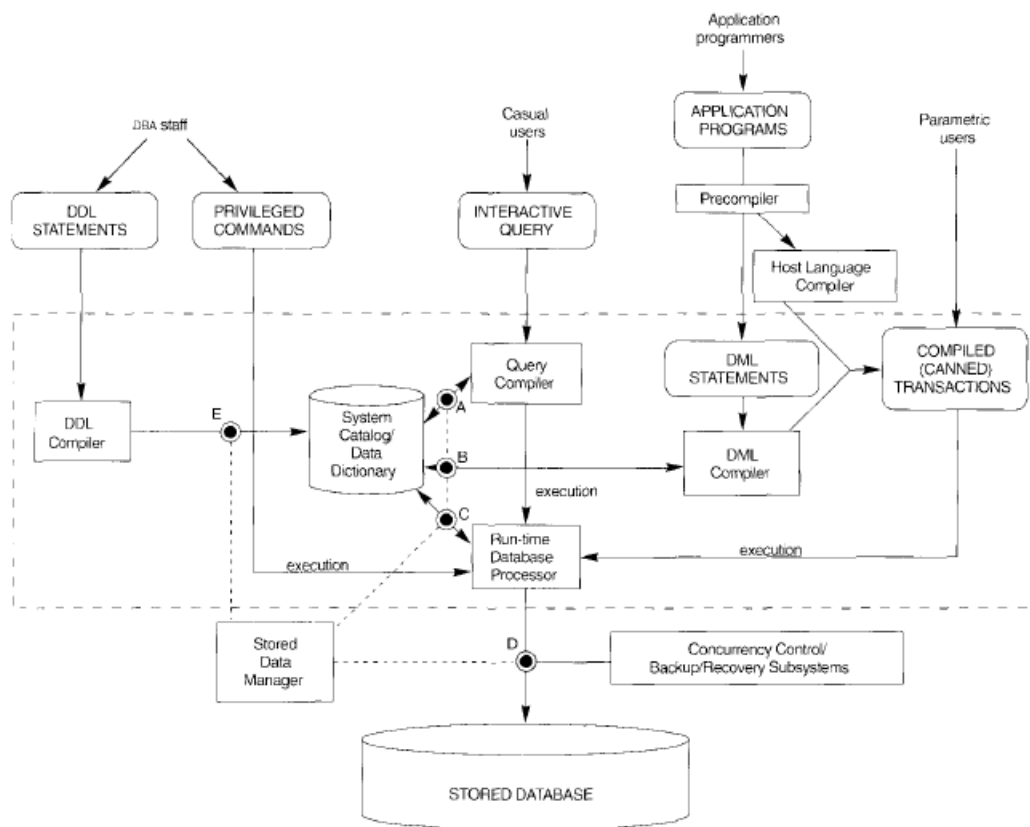 Application
programmers
DBA staff
Casual
users
APPLICATION
PROGRAMS
Parametric
users
DDL
STATEMENTS
PRIVILEGED
COMMANDS
INTERACTIVE
QUERY
Precompiler
Host Language
Compiler
Query
Compiler
DML
STATEMENTS
COMPILED
(CANNED)
TRANSACTIONS
DDL
Compiler
E
System
Catalog/
Data
Dictionary
A
B
C
DML
Compiler
execution
Run-time
Database
Processor
execution
execution
Stored
Data
Manager
D
Concurrency Control/
Backup/Recovery Subsystems
STORED DATABASE